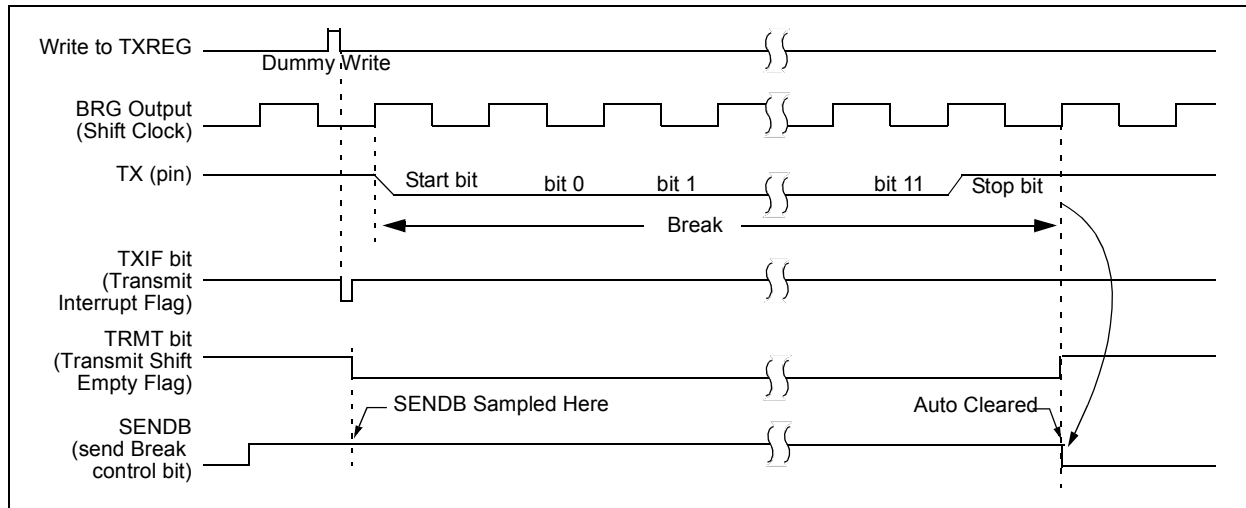 Write to TXREG
Dummy Write
BRG Output
(Shift Clock)
TX (pin)
Start bit
bit 0
bit 1
bit 11
Stop bit
Break
TXIF bit
(Transmit
Interrupt Flag)
TRMT bit
(Transmit Shift
Empty Flag)
SENDB Sampled Here
Auto Cleared
SENDB
(send Break
control bit)